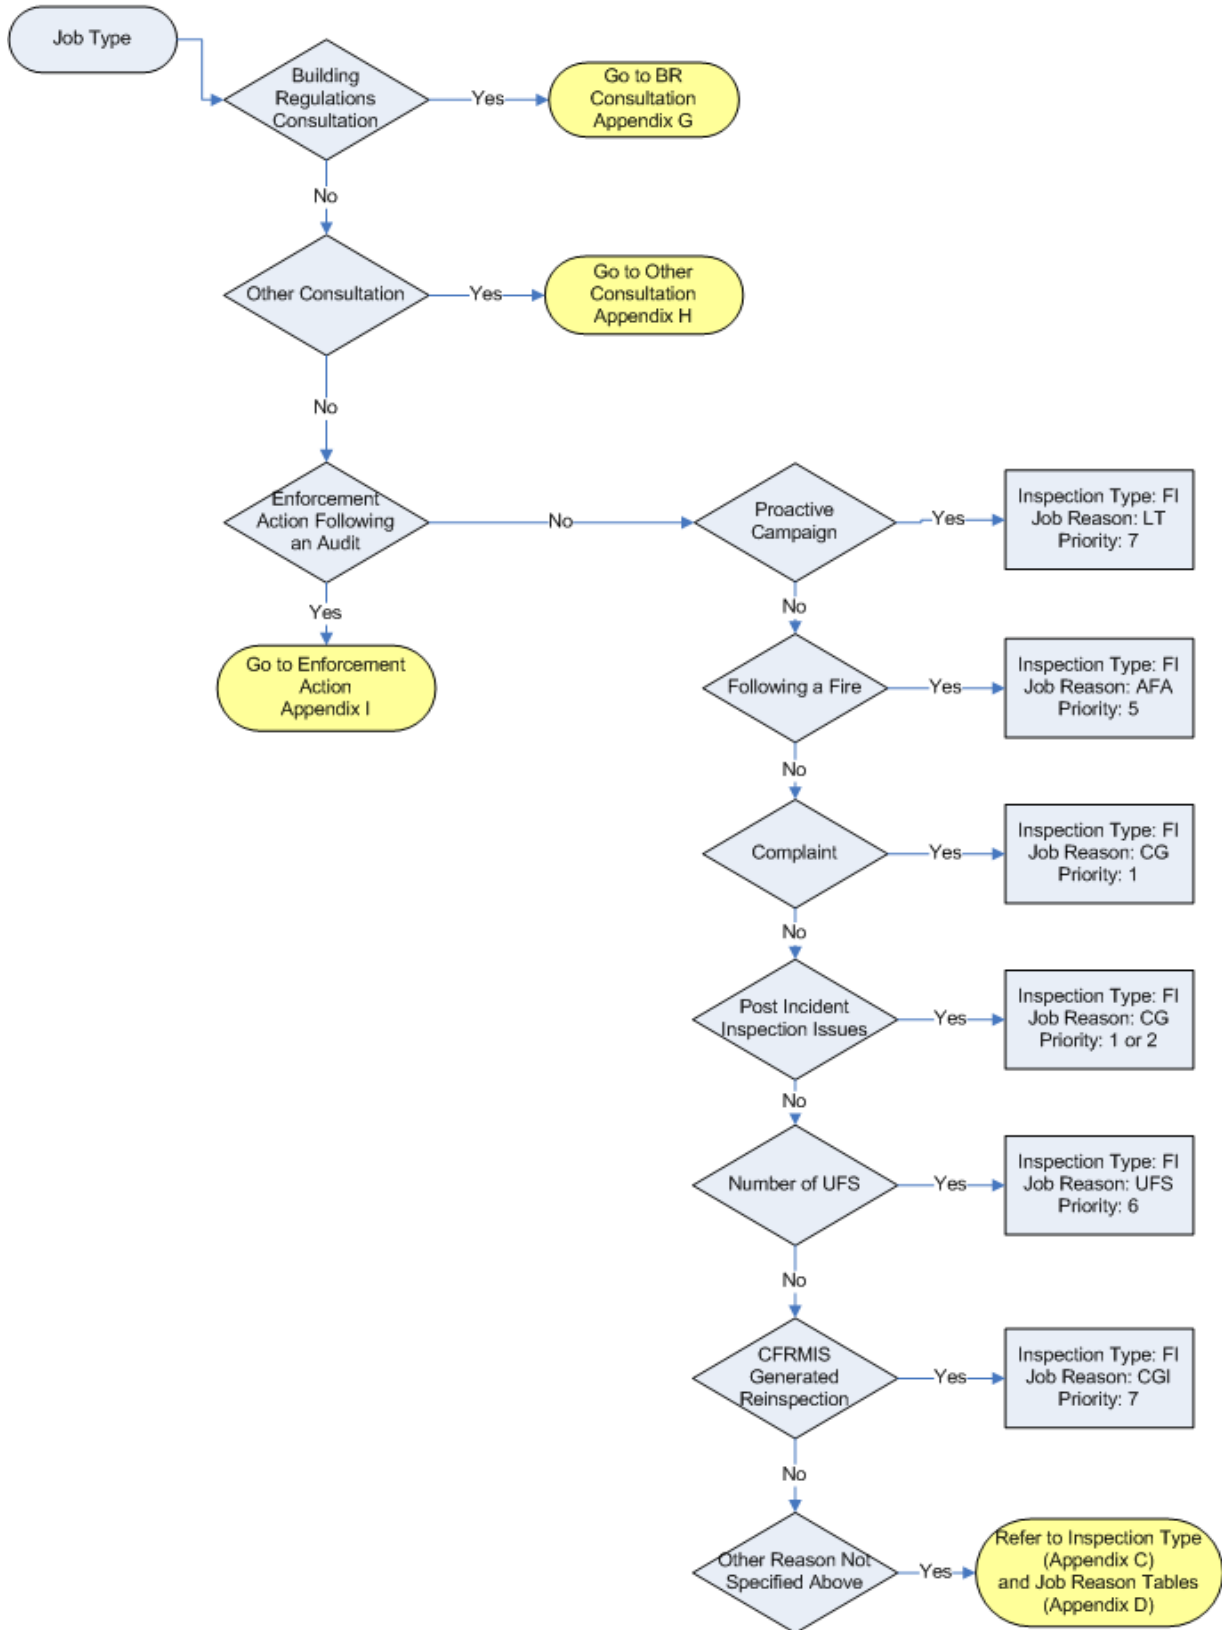 Job Type
Building
Regulations
Consultation
Yes
Go to BR
Consultation
Appendix G
No
Other Consultation
Yes
Go to Other
Consultation
Appendix H
No
Enforcement
Action Following
an Audit
No
Yes
Go to Enforcement
Action
Appendix I
Proactive
Campaign
Yes
Inspection Type: FI
Job Reason: LT
Priority: 7
No
Following a Fire
Yes
Inspection Type: FI
Job Reason: AFA
Priority: 5
No
Complaint
Yes
Inspection Type: FI
Job Reason: CG
Priority: 1
No
Post Incident
Inspection Issues
Yes
Inspection Type: FI
Job Reason: CG
Priority: 1 or 2
No
Number of UFS
Yes
Inspection Type: FI
Job Reason: UFS
Priority: 6
No
CFRMIS
Generated
Reinspection
Yes
Inspection Type: FI
Job Reason: CGI
Priority: 7
No
Other Reason Not
Specified Above
Yes
Refer to Inspection Type
(Appendix C)
and Job Reason Tables
(Appendix D)